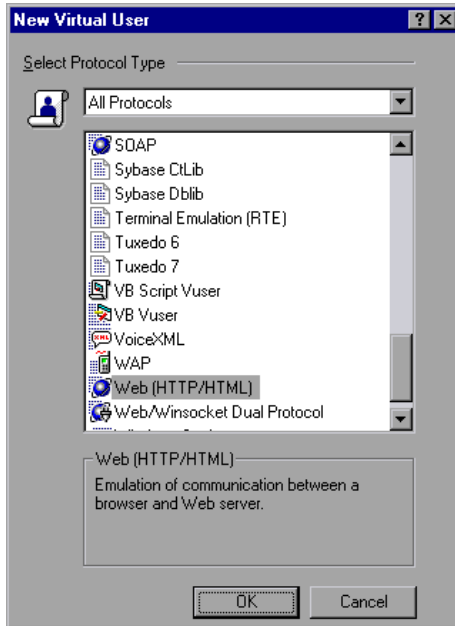 New Virtual User
Select Protocol Type
All Protocols
SOAP
Sybase CtLib
Sybase Dblib
Terminal Emulation (RTE)
Tuxedo 6
Tuxedo 7
VB Script Vuser
VB Vuser
VoiceXML
WAP
Web (HTTP/HTML)
Web/Winsocket Dual Protocol
Web (HTTP/HTML)
Emulation of communication between a
browser and Web server.
OK Cancel